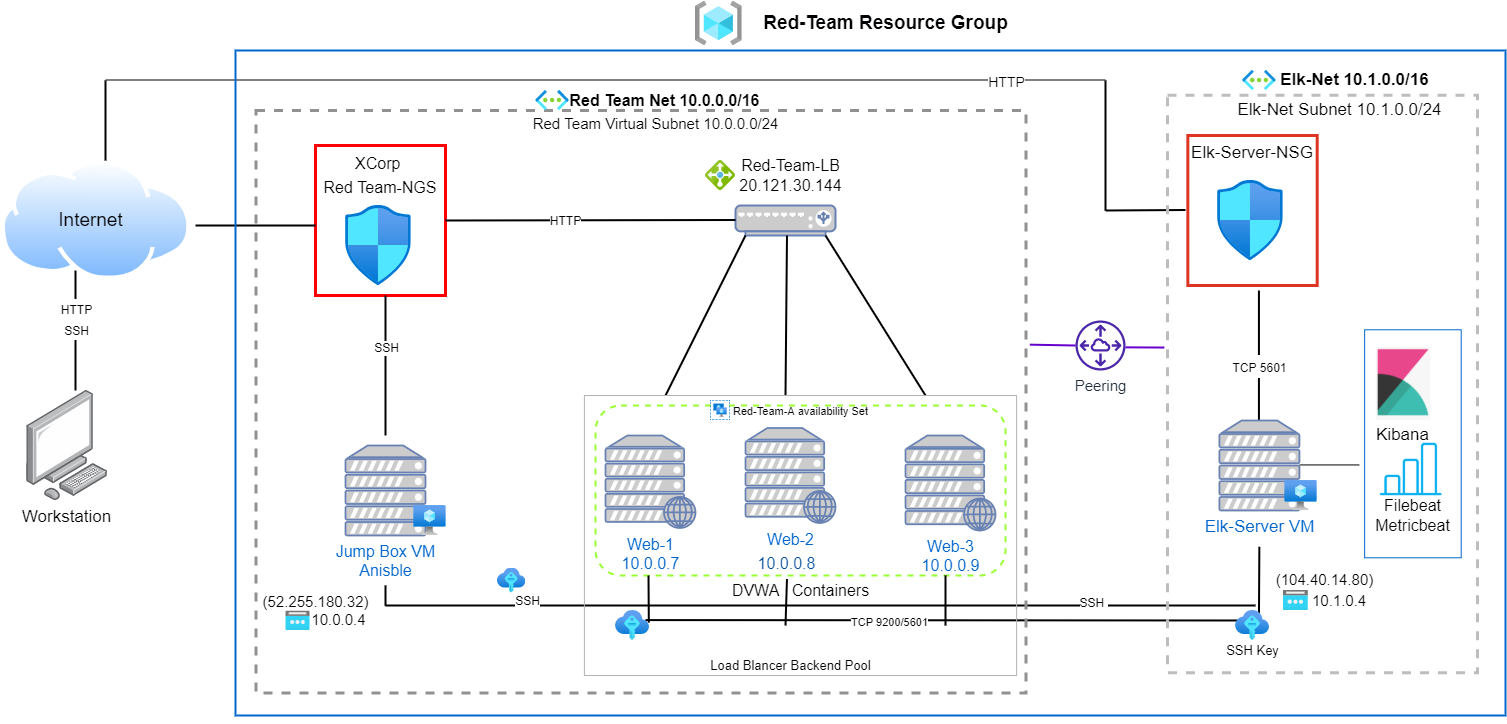 Red-Team Resource Group
HTTP
Elk-Net 10.1.0.0/16
Elk-Net Subnet 10.1.0.0/24
Red Team Net 10.0.0.0/16
Red Team Virtual Subnet 10.0.0.0/24
XCorp
Red Team-NGS
Red-Team-LB
20.121.30.144
Elk-Server-NSG
Internet
HTTP
HTTP
SSH
SSH
TCP 5601
Peering
Red-Team-A availability Set
Kibana
Filebeat
Metricbeat
Workstation
Jump Box VM
Anisble
Web-1
10.0.0.7
Web-2
10.0.0.8
Web-3
10.0.0.9
Elk-Server VM
(52.255.180.32)
10.0.0.4
SSH
DVWA Containers
SSH
(104.40.14.80)
10.1.0.4
TCP 9200/5601
SSH Key
Load Blancer Backend Pool